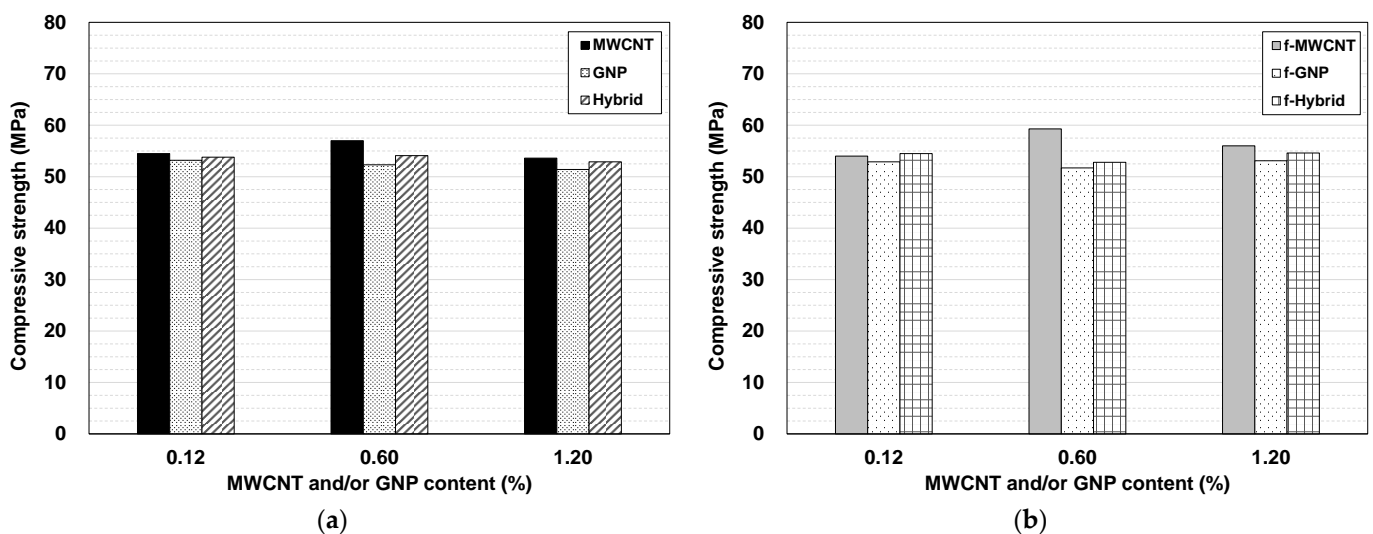 80
70
60
50
40
30
20
10
0
Compressive strength (MPa)
MWCNT
GNP
Hybrid
0.12 0.60 1.20
MWCNT and/or GNP content (%)
(a)
80
70
60
50
40
30
20
10
0
Compressive strength (MPa)
f-MWCNT
f-GNP
f-Hybrid
0.12 0.60 1.20
MWCNT and/or GNP content (%)
(b)